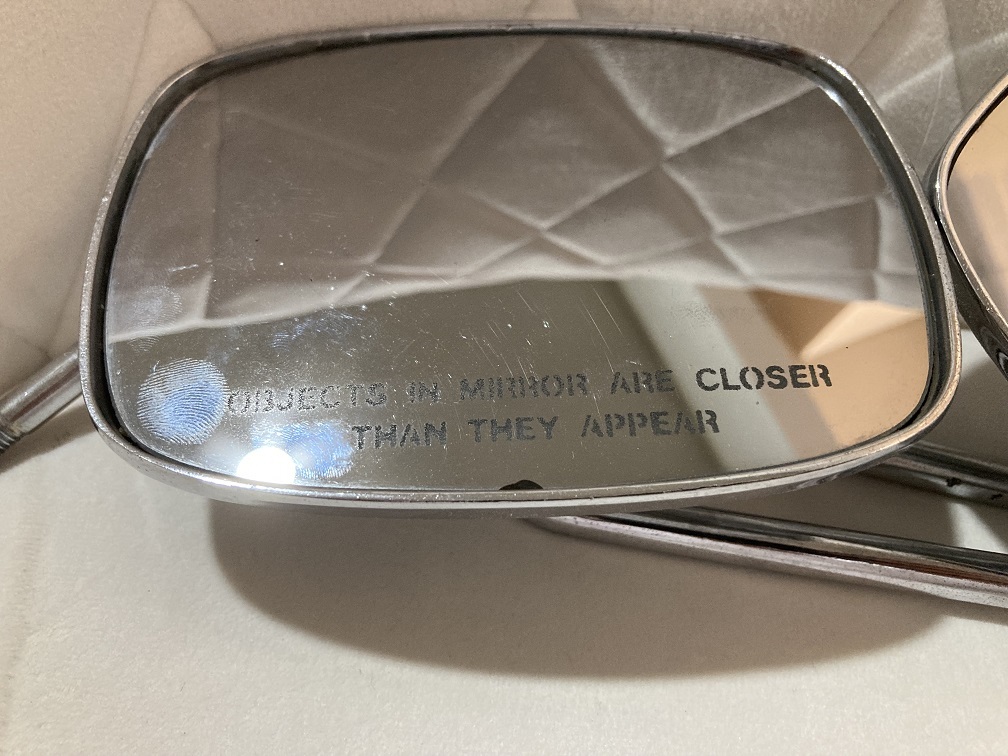 OBJECTS IN MIRROR ARE CLOSER
THAN THEY APPEAR